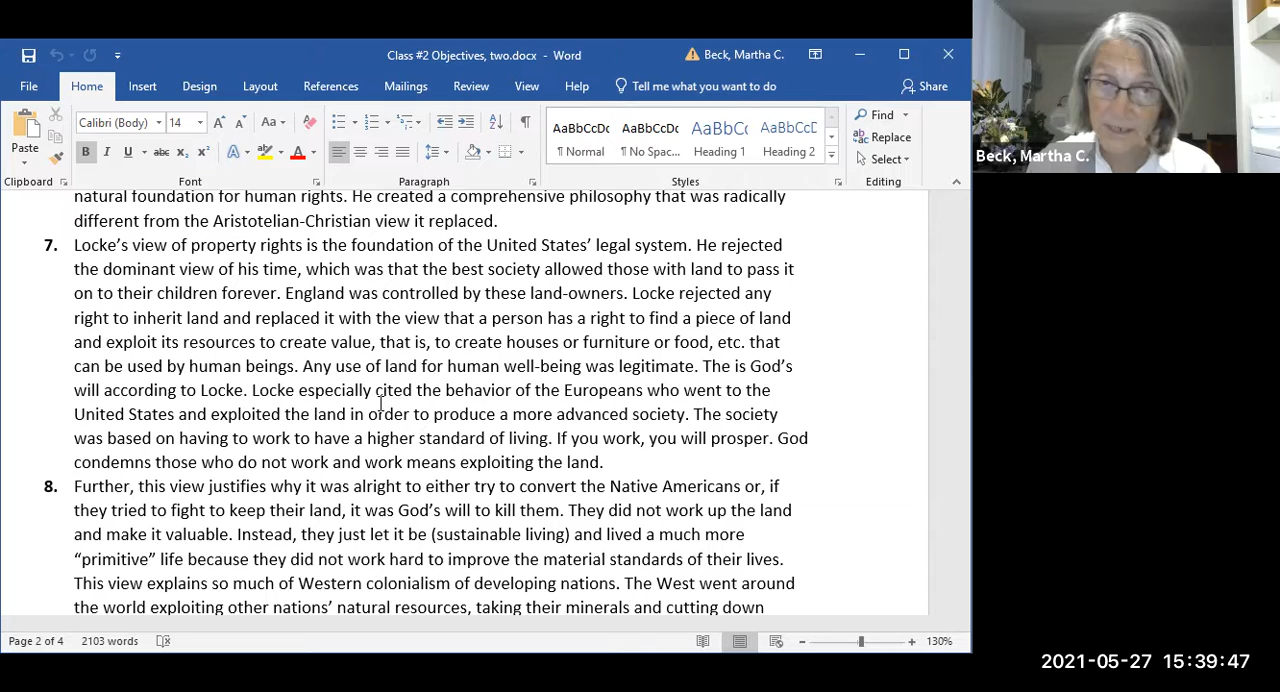 Class #2 Objectives, two.docx - Word
Beck, Martha C.
File Home Insert Design Layout References Mailings Review View Help Tell me what you want to do Share
Paste
Calibri (Body) 14
A A Aa
B I U abc x₂ x² A A
AaBbCcDc AaBbCcDc AaBbCc AaBbCcD
¶ Normal ¶ No Spac... Heading 1 Heading 2
Find
Replace
Select
Clipboard Font Paragraph Styles Editing
Beck, Martha C.
natural foundation for human rights. He created a comprehensive philosophy that was radically
different from the Aristotelian-Christian view it replaced.
7. Locke’s view of property rights is the foundation of the United States’ legal system. He rejected
the dominant view of his time, which was that the best society allowed those with land to pass it
on to their children forever. England was controlled by these land-owners. Locke rejected any
right to inherit land and replaced it with the view that a person has a right to find a piece of land
and exploit its resources to create value, that is, to create houses or furniture or food, etc. that
can be used by human beings. Any use of land for human well-being was legitimate. The is God’s
will according to Locke. Locke especially cited the behavior of the Europeans who went to the
United States and exploited the land in order to produce a more advanced society. The society
was based on having to work to have a higher standard of living. If you work, you will prosper. God
condemns those who do not work and work means exploiting the land.
8. Further, this view justifies why it was alright to either try to convert the Native Americans or, if
they tried to fight to keep their land, it was God’s will to kill them. They did not work up the land
and make it valuable. Instead, they just let it be (sustainable living) and lived a much more
“primitive” life because they did not work hard to improve the material standards of their lives.
This view explains so much of Western colonialism of developing nations. The West went around
the world exploiting other nations’ natural resources, taking their minerals and cutting down
Page 2 of 4 2103 words
130%
2021-05-27 15:39:47